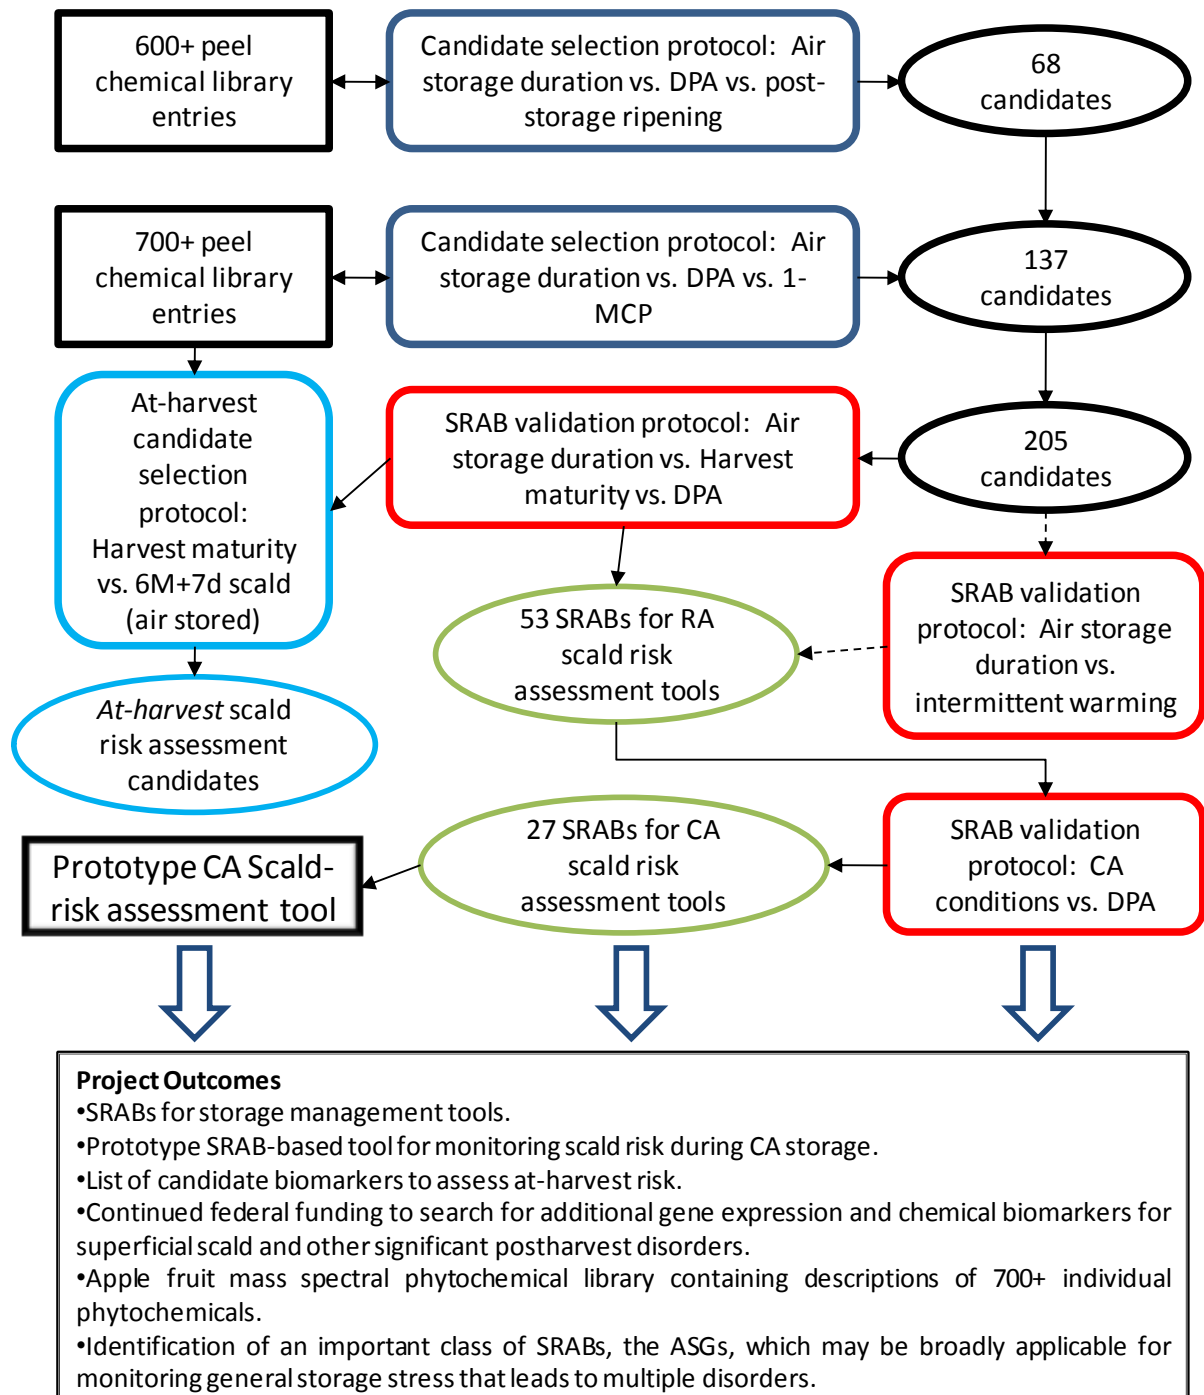 600+ peel
chemical library
entries
Candidate selection protocol: Air
storage duration vs. DPA vs. post-
storage ripening
68
candidates
700+ peel
chemical library
entries
Candidate selection protocol: Air
storage duration vs. DPA vs. 1-
MCP
137
candidates
At-harvest
candidate
selection
protocol:
Harvest maturity
vs. 6M+7d scald
(air stored)
SRAB validation protocol: Air
storage duration vs. Harvest
maturity vs. DPA
205
candidates
53 SRABs for RA
scald risk
assessment tools
SRAB validation
protocol: Air storage
duration vs.
intermittent warming
At-harvest scald
risk assessment
candidates
Prototype CA Scald-
risk assessment tool
27 SRABs for CA
scald risk
assessment tools
SRAB validation
protocol: CA
conditions vs. DPA
Project Outcomes
•SRABs for storage management tools.
•Prototype SRAB-based tool for monitoring scald risk during CA storage.
•List of candidate biomarkers to assess at-harvest risk.
•Continued federal funding to search for additional gene expression and chemical biomarkers for
superficial scald and other significant postharvest disorders.
•Apple fruit mass spectral phytochemical library containing descriptions of 700+ individual
phytochemicals.
•Identification of an important class of SRABs, the ASGs, which may be broadly applicable for
monitoring general storage stress that leads to multiple disorders.